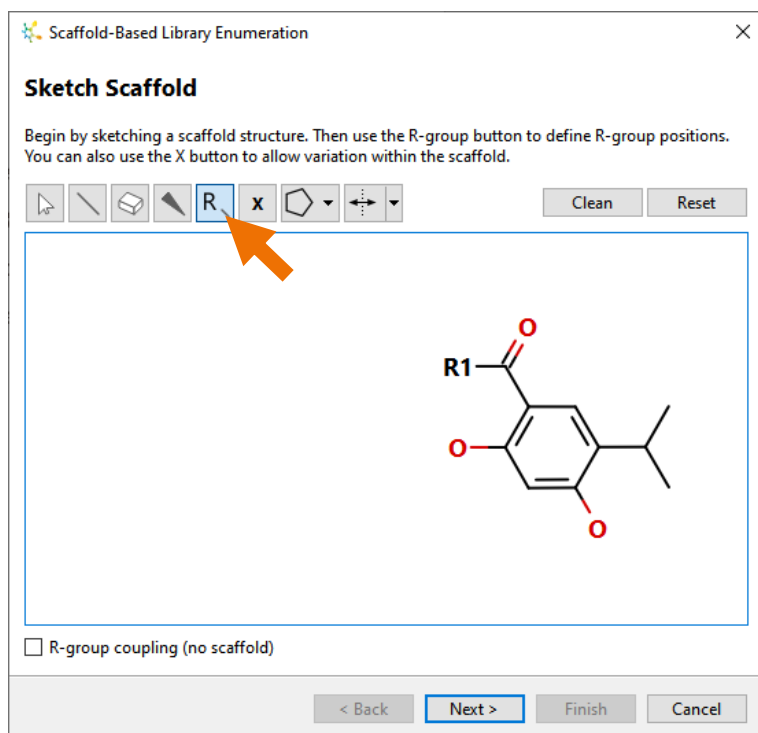 Scaffold-Based Library Enumeration
Sketch Scaffold
Begin by sketching a scaffold structure. Then use the R-group button to define R-group positions.
You can also use the X button to allow variation within the scaffold.
R X Clean Reset
O
R1
O
O
R-group coupling (no scaffold)
< Back Next > Finish Cancel